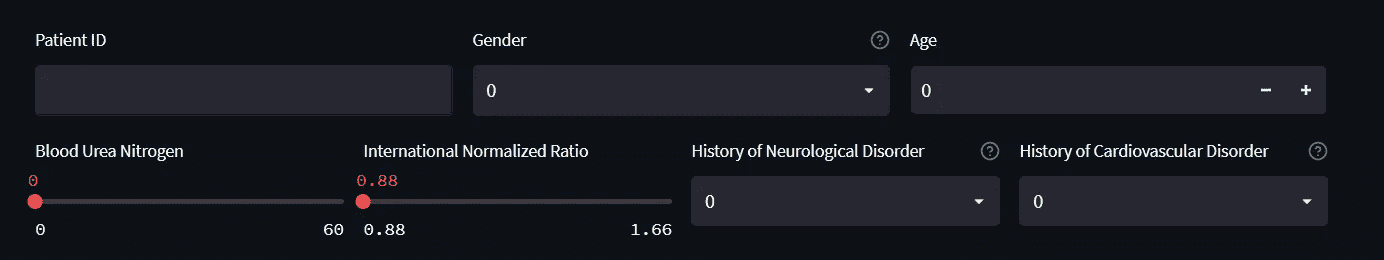 Patient ID
Gender
Age
0
0
Blood Urea Nitrogen
International Normalized Ratio
History of Neurological Disorder
History of Cardiovascular Disorder
0
0.88
0
0
0
60
0.88
1.66